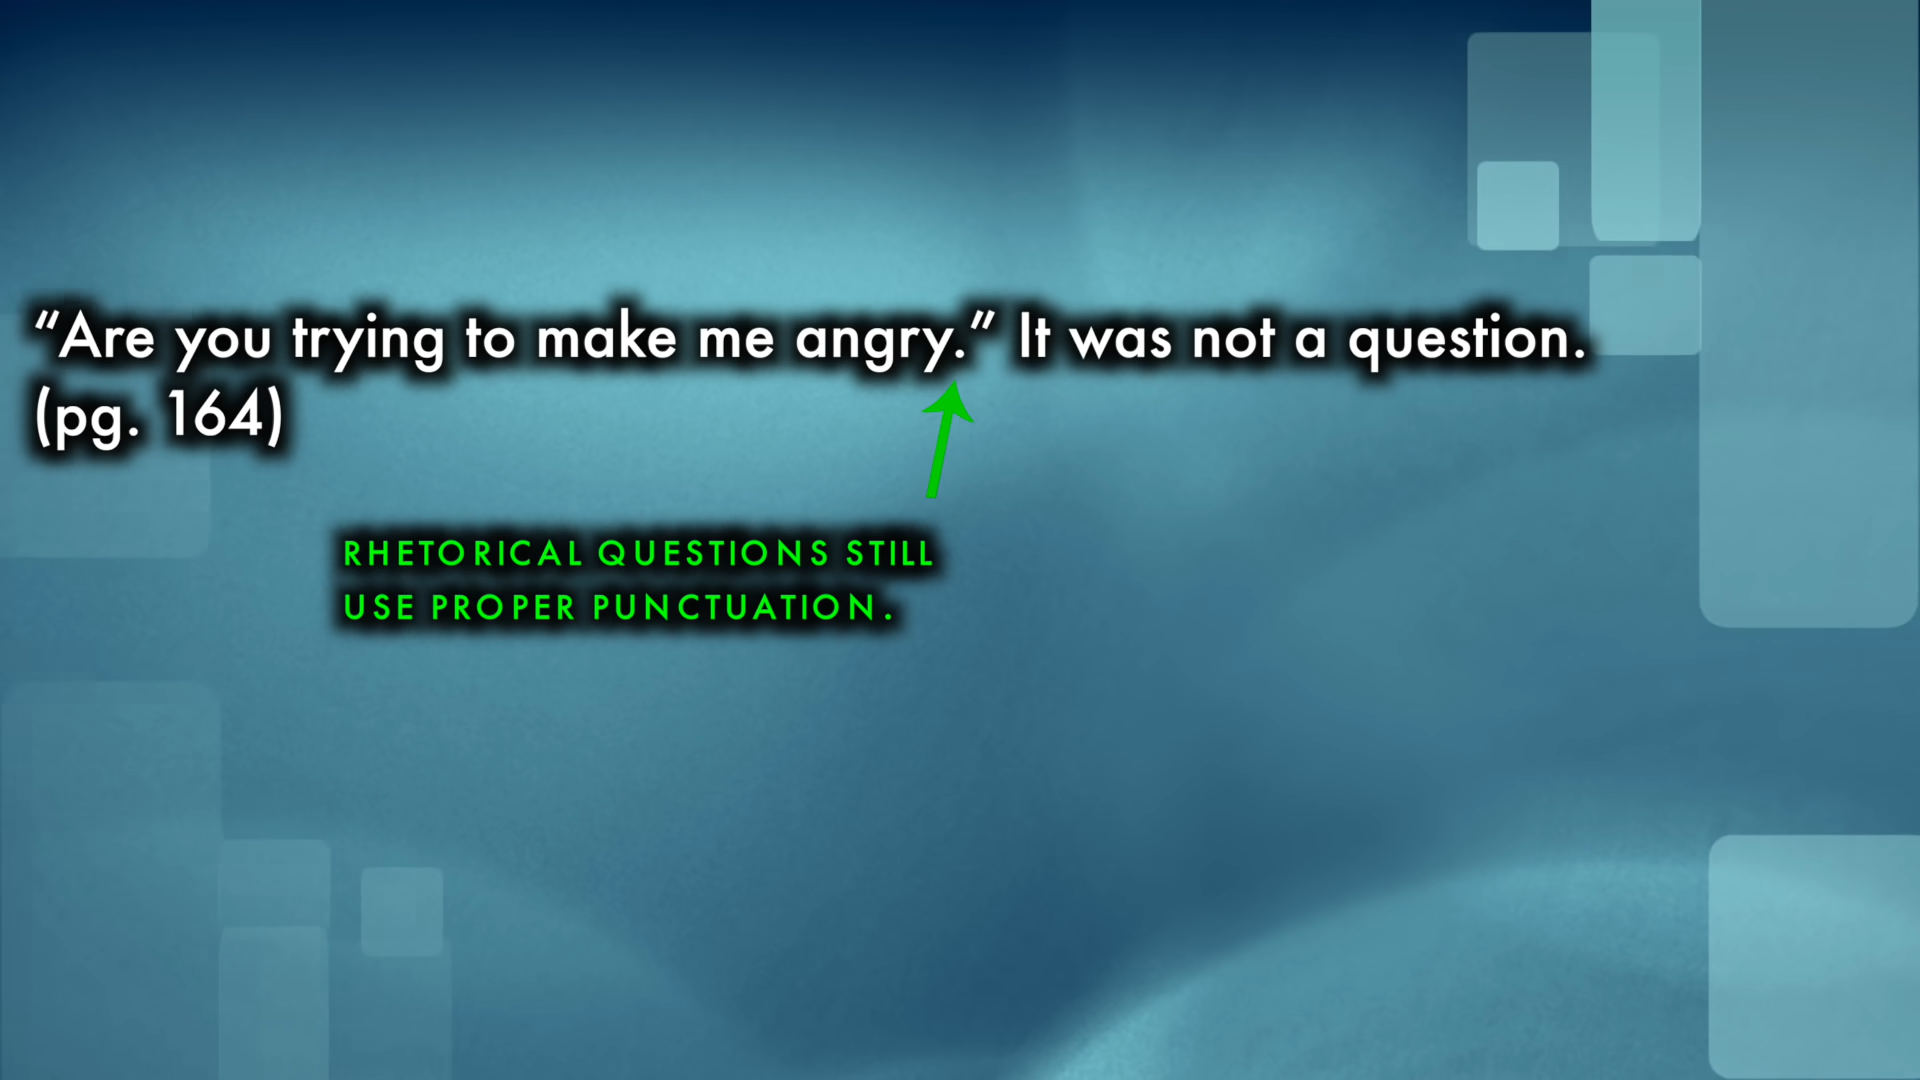 “Are you trying to make me angry.” It was not a question.
(pg. 164)
RHETORICAL QUESTIONS STILL
USE PROPER PUNCTUATION.